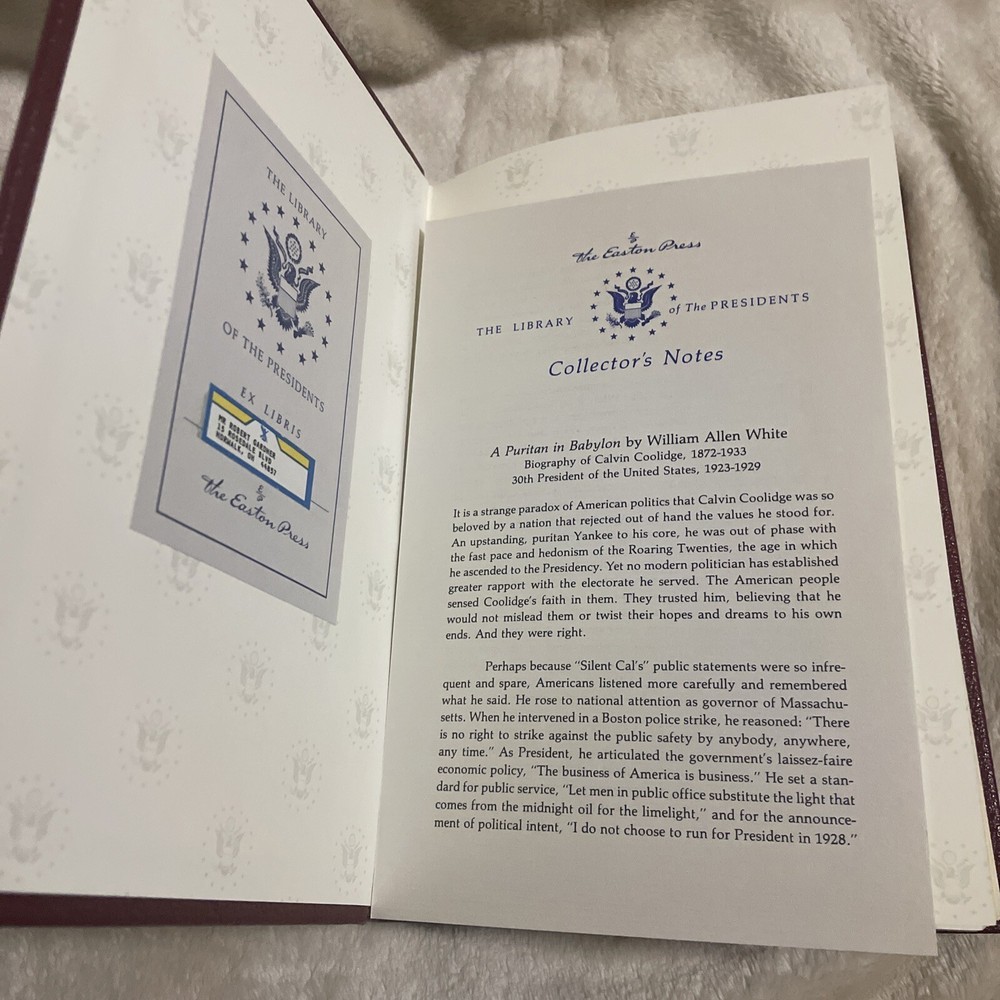 THE LIBRARY
OF THE PRESIDENTS
EX LIBRIS
MR ROBERT GARDNER
15 ROSEDALE BLVD
NORWALK, OH 44857
The Easton Press
The Easton Press
THE LIBRARY of The PRESIDENTS
Collector's Notes
A Puritan in Babylon by William Allen White
Biography of Calvin Coolidge, 1872-1933
30th President of the United States, 1923-1929
It is a strange paradox of American politics that Calvin Coolidge was so
beloved by a nation that rejected out of hand the values he stood for.
An upstanding, puritan Yankee to his core, he was out of phase with
the fast pace and hedonism of the Roaring Twenties, the age in which
he ascended to the Presidency. Yet no modern politician has established
greater rapport with the electorate he served. The American people
sensed Coolidge's faith in them. They trusted him, believing that he
would not mislead them or twist their hopes and dreams to his own
ends. And they were right.
Perhaps because "Silent Cal's" public statements were so infre-
quent and spare, Americans listened more carefully and remembered
what he said. He rose to national attention as governor of Massachu-
setts. When he intervened in a Boston police strike, he reasoned: "There
is no right to strike against the public safety by anybody, anywhere,
any time." As President, he articulated the government's laissez-faire
economic policy, "The business of America is business." He set a stan-
dard for public service, "Let men in public office substitute the light that
comes from the midnight oil for the limelight," and for the announce-
ment of political intent, "I do not choose to run for President in 1928."